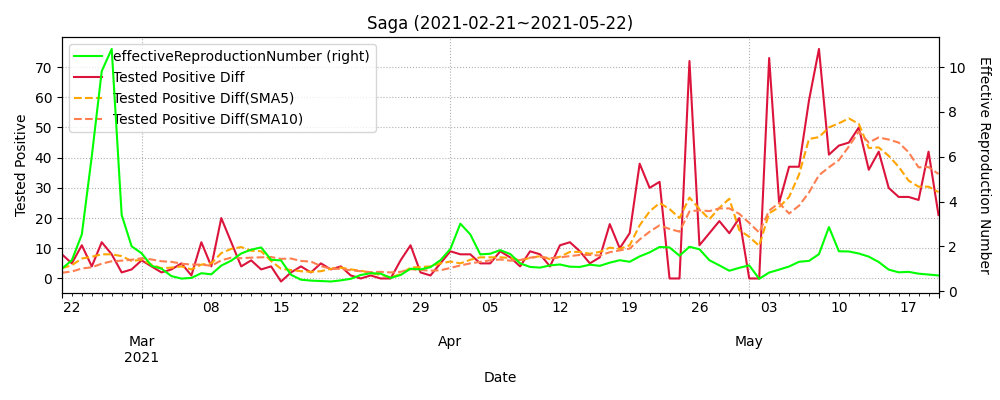 Saga (2021-02-21~2021-05-22)
effectiveReproductionNumber (right)
Tested Positive Diff
Tested Positive Diff(SMA5)
Tested Positive Diff(SMA10)
Tested Positive
70
60
50
40
30
20
10
0
Effective Reproduction Number
10
8
6
4
2
0
22 08 15 22 29 05 12 19 26 03 10 17
Mar Apr May
2021
Date